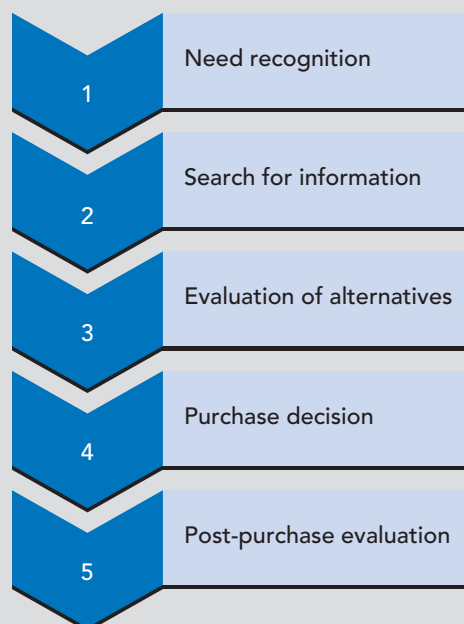 1
Need recognition
2
Search for information
3
Evaluation of alternatives
4
Purchase decision
5
Post-purchase evaluation